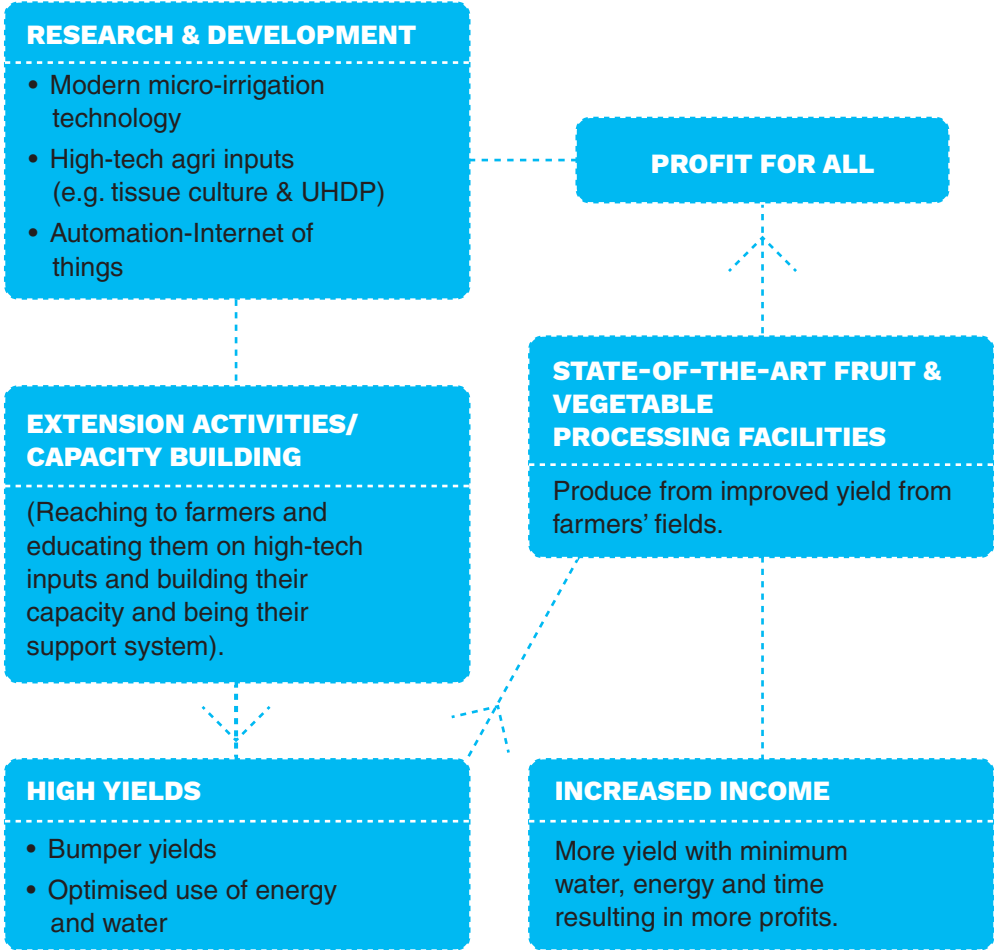 RESEARCH & DEVELOPMENT
• Modern micro-irrigation
technology
• High-tech agri inputs
(e.g. tissue culture & UHDP)
• Automation-Internet of
things
PROFIT FOR ALL
EXTENSION ACTIVITIES/
CAPACITY BUILDING
(Reaching to farmers and
educating them on high-tech
inputs and building their
capacity and being their
support system).
STATE-OF-THE-ART FRUIT &
VEGETABLE
PROCESSING FACILITIES
Produce from improved yield from
farmers’ fields.
HIGH YIELDS
• Bumper yields
• Optimised use of energy
and water
INCREASED INCOME
More yield with minimum
water, energy and time
resulting in more profits.